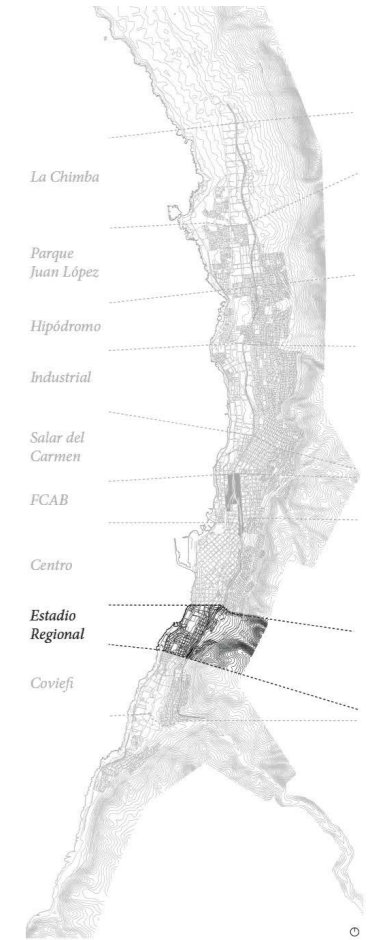 La Chimba
Parque
Juan López
Hipódromo
Industrial
Salar del
Carmen
FCAB
Centro
Estadio
Regional
Coviefi